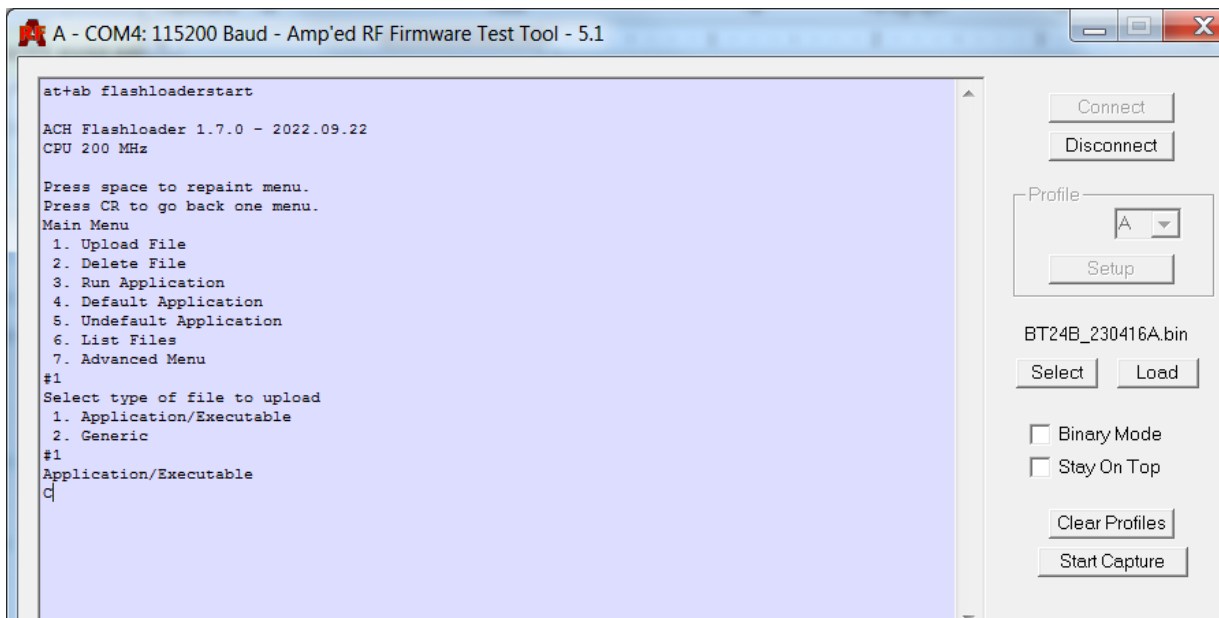 A - COM4: 115200 Baud - Amp'ed RF Firmware Test Tool - 5.1
at+ab flashloaderstart
ACH Flashloader 1.7.0 - 2022.09.22
CPU 200 MHz
Press space to repaint menu.
Press CR to go back one menu.
Main Menu
1. Upload File
2. Delete File
3. Run Application
4. Default Application
5. Undefault Application
6. List Files
7. Advanced Menu
#1
Select type of file to upload
1. Application/Executable
2. Generic
#1
Application/Executable
C
Connect
Disconnect
Profile
A
Setup
BT24B_230416A.bin
Select Load
Binary Mode
Stay On Top
Clear Profiles
Start Capture